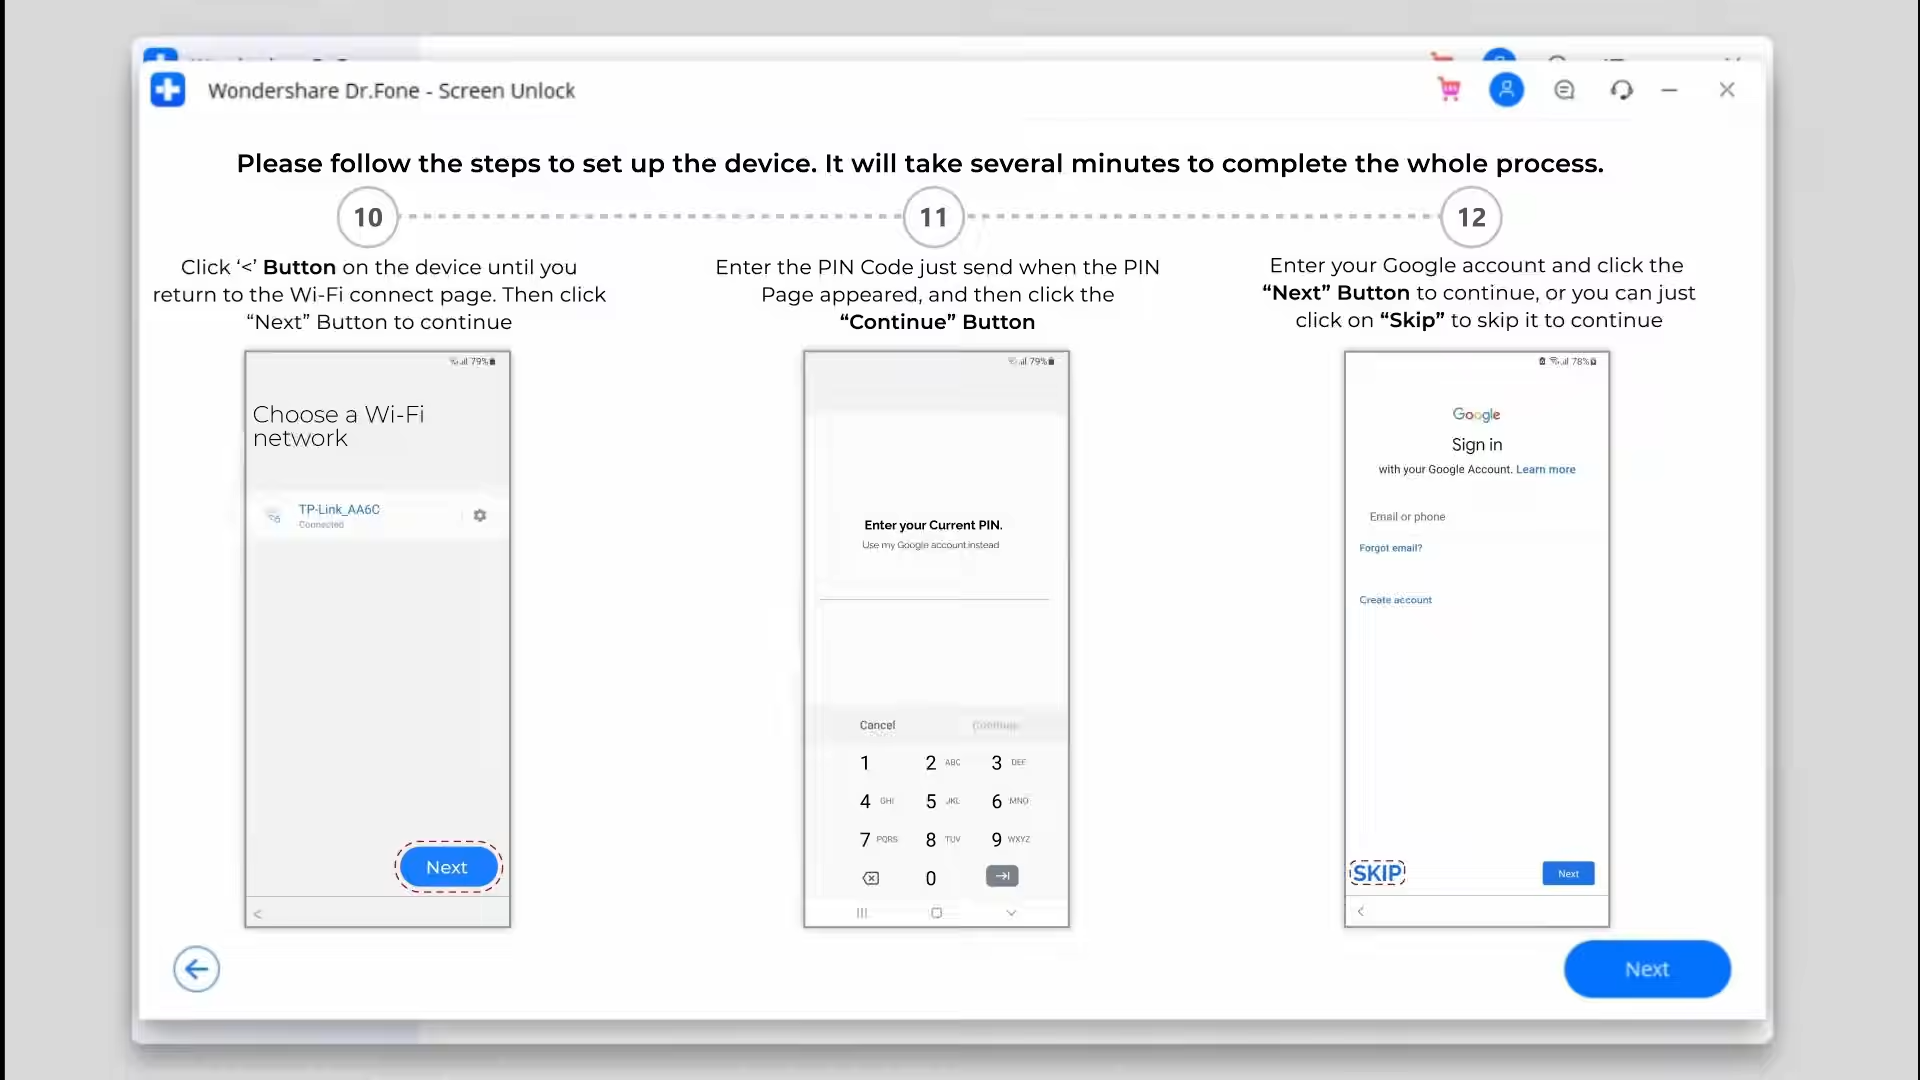 Wondershare Dr.Fone - Screen Unlock
Please follow the steps to set up the device. It will take several minutes to complete the whole process.
10
11
12
Click ‘<’ Button on the device until you
return to the Wi-Fi connect page. Then click
“Next” Button to continue
Enter the PIN Code just send when the PIN
Page appeared, and then click the
“Continue” Button
Enter your Google account and click the
“Next” Button to continue, or you can just
click on “Skip” to skip it to continue
79%
Choose a Wi-Fi
network
TP-Link_AA6C
Connected
Next
<
79%
Enter your Current PIN.
Use my Google account instead
Cancel
Continue
1
2 ABC
3 DEF
4 GHI
5 JKL
6 MNO
7 PQRS
8 TUV
9 WXYZ
0
78%
Google
Sign in
with your Google Account. Learn more
Email or phone
Forgot email?
Create account
SKIP
Next
<
Next